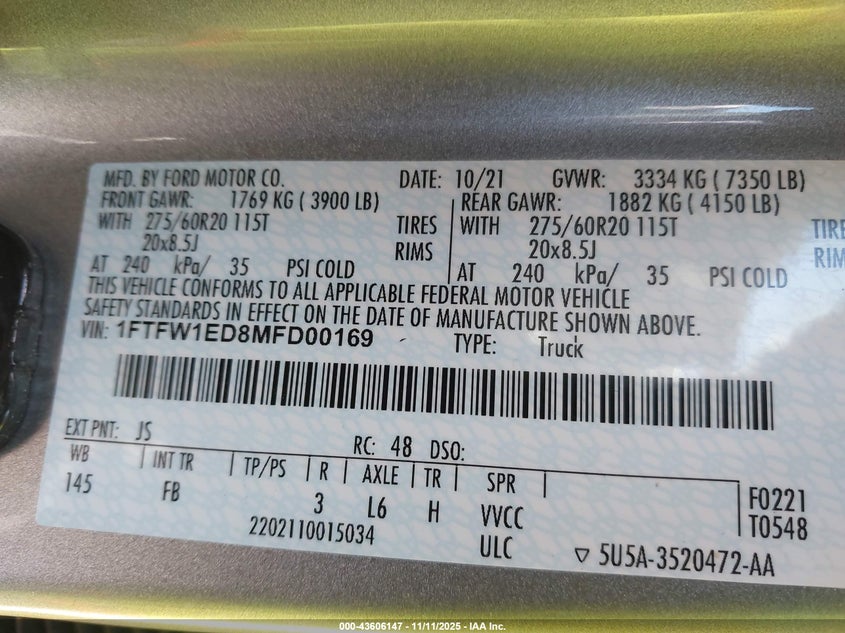 MFD. BY FORD MOTOR CO. DATE: 10/21 GVWR: 3334 KG ( 7350 LB)
FRONT GAWR: 1769 KG ( 3900 LB) REAR GAWR: 1882 KG ( 4150 LB)
WITH 275/60R20 115T TIRES WITH 275/60R20 115T TIRE
20x8.5J RIMS 20x8.5J RIM
AT 240 kPa/ 35 PSI COLD AT 240 kPa/ 35 PSI COLD
THIS VEHICLE CONFORMS TO ALL APPLICABLE FEDERAL MOTOR VEHICLE
SAFETY STANDARDS IN EFFECT ON THE DATE OF MANUFACTURE SHOWN ABOVE.
VIN: 1FTFW1ED8MFD00169 TYPE: Truck
EXT PNT: JS RC: 48 DSO:
WB INT TR TP/PS R AXLE TR SPR
145 FB 3 L6 H VVCC F0221
2202110015034 ULC T0548
5U5A-3520472-AA
000-43606147 - 11/11/2025 - IAA Inc.